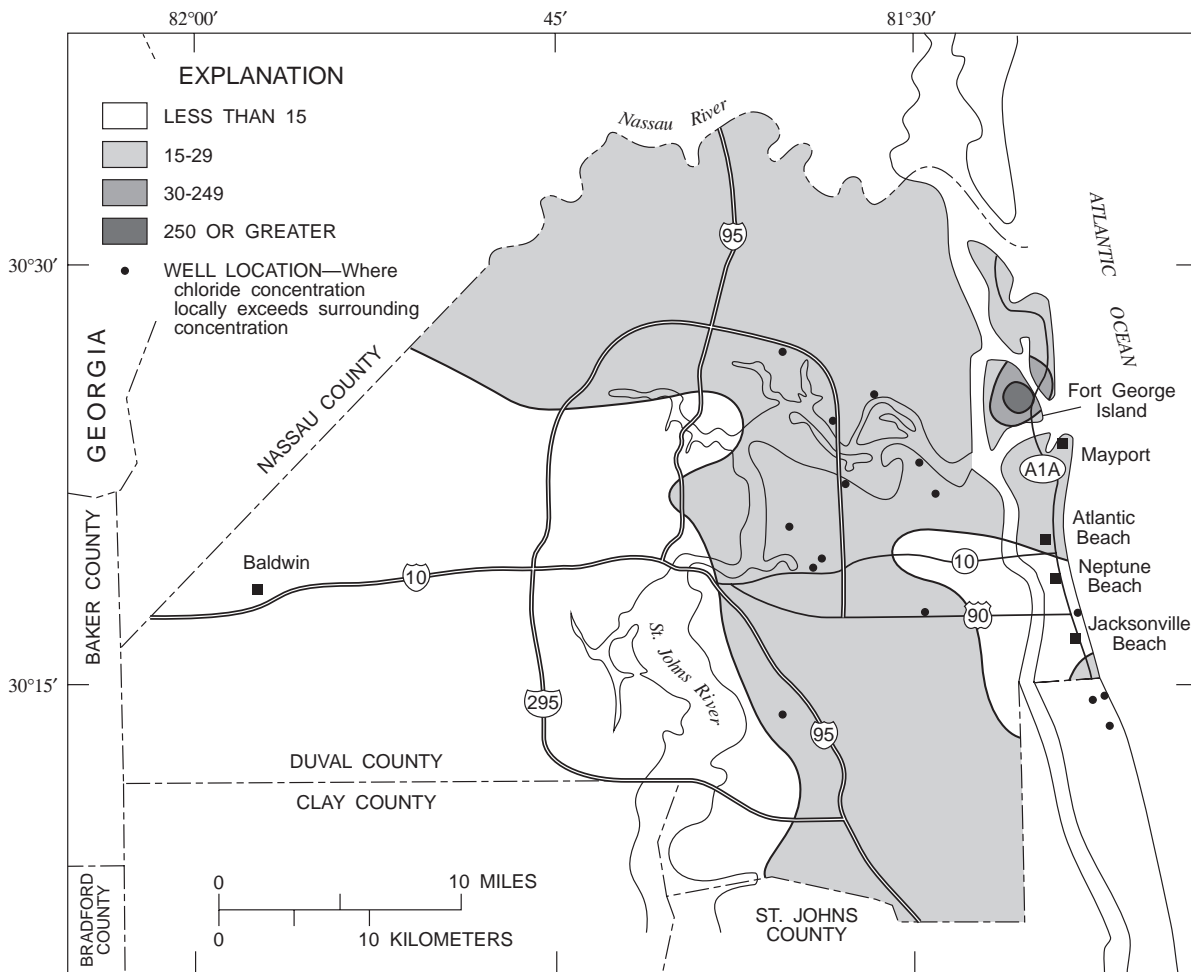 82°00′
45′
81°30′
EXPLANATION
LESS THAN 15
15-29
30-249
250 OR GREATER
WELL LOCATION—Where
chloride concentration
locally exceeds surrounding
concentration
Nassau River
95
ATLANTIC OCEAN
30°30′
GEORGIA
NASSAU COUNTY
Fort George
Island
Mayport
A1A
Atlantic
Beach
BAKER COUNTY
Baldwin
10
10
Neptune
Beach
90
Jacksonville
Beach
St. Johns River
30°15′
295
95
DUVAL COUNTY
CLAY COUNTY
BRADFORD
COUNTY
0 10 MILES
0 10 KILOMETERS
ST. JOHNS
COUNTY